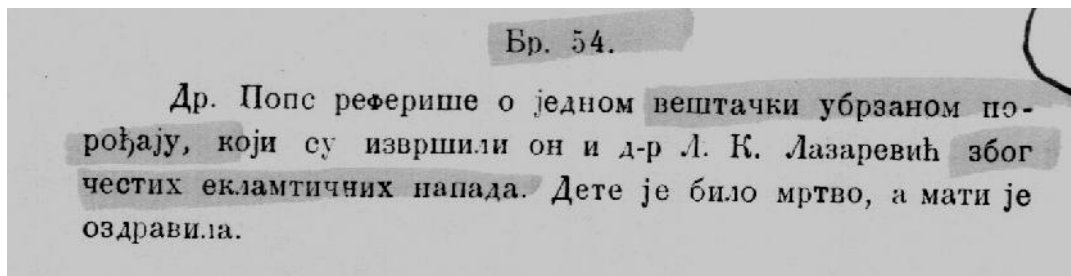 Бр. 54.
Др. Попс реферише о једном вештачки убрзаном по-
рођају, који су извршили он и д-р Л. К. Лазаревић због
честих екламтичних напада. Дете је било мртво, а мати је
оздравила.